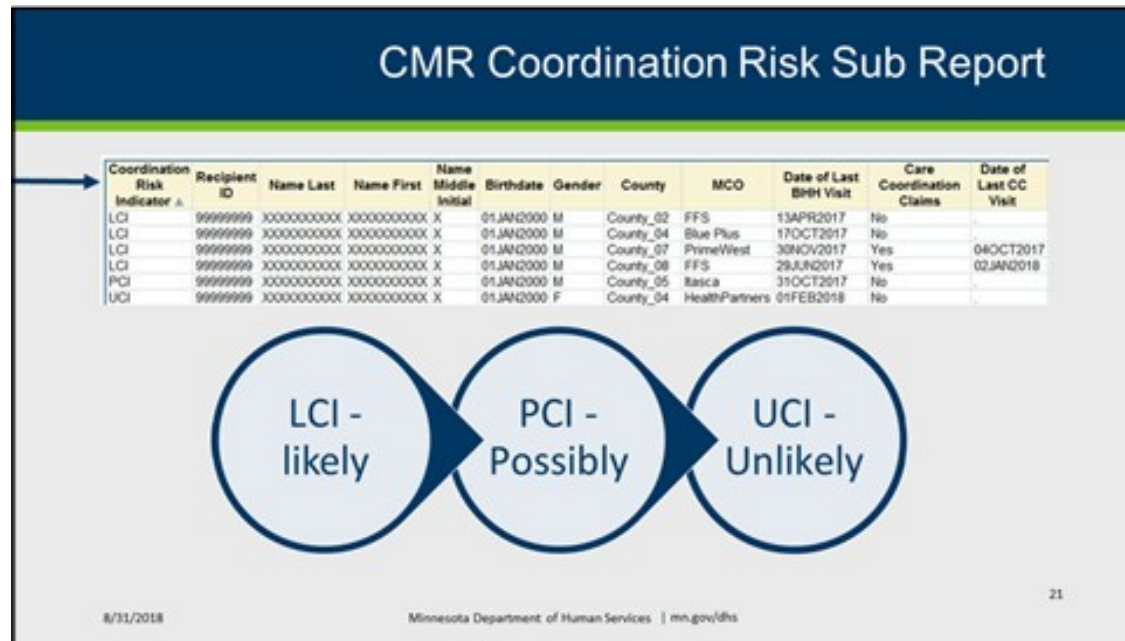 CMR Coordination Risk Sub Report
Coordination Risk Indicator Recipient ID Name Last Name First Name Middle Initial Birthdate Gender County MCO Date of Last BHH Visit Care Coordination Claims Date of Last CC Visit
LCI 99999999 XXXXXXXXXX XXXXXXXXXX X 01JAN2000 M County_02 FFS 13APR2017 No .
LCI 99999999 XXXXXXXXXX XXXXXXXXXX X 01JAN2000 M County_04 Blue Plus 17OCT2017 No .
LCI 99999999 XXXXXXXXXX XXXXXXXXXX X 01JAN2000 M County_07 PrimeWest 30NOV2017 Yes 04OCT2017
LCI 99999999 XXXXXXXXXX XXXXXXXXXX X 01JAN2000 M County_08 FFS 29JUN2017 Yes 02JAN2018
PCI 99999999 XXXXXXXXXX XXXXXXXXXX X 01JAN2000 M County_05 Itasca 31OCT2017 No .
UCI 99999999 XXXXXXXXXX XXXXXXXXXX X 01JAN2000 F County_04 HealthPartners 01FEB2018 No .
LCI -
likely
PCI -
Possibly
UCI -
Unlikely
21
8/31/2018
Minnesota Department of Human Services | mn.gov/dhs